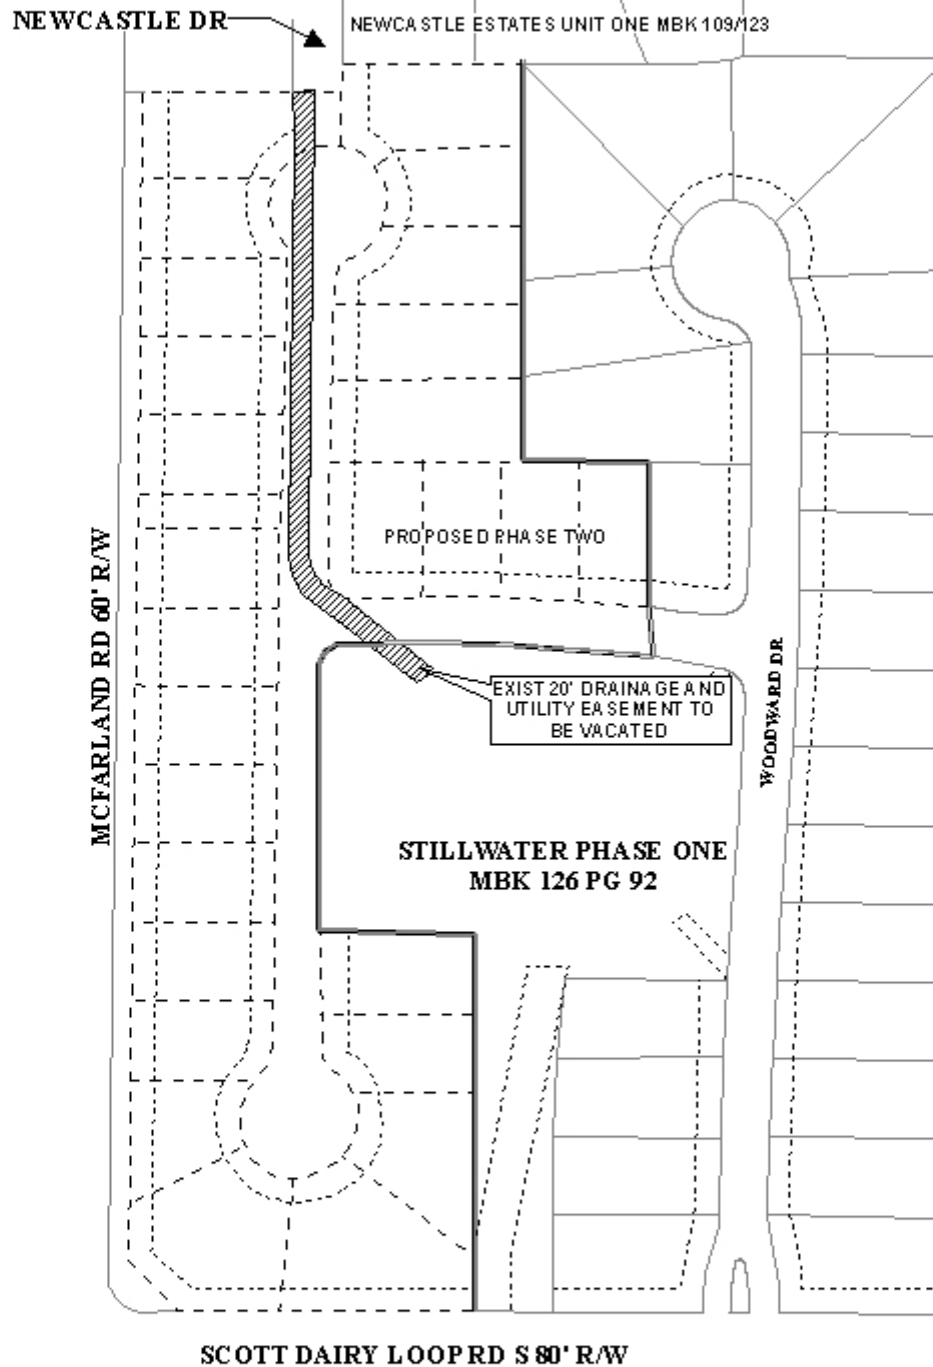 NEWCASTLE DR
NEWCASTLE ESTATES UNIT ONE MBK 109/123
PROPOSED PHASE TWO
MCFARLAND RD 60' R/W
EXIST 20' DRAINAGE AND
UTILITY EASEMENT TO
BE VACATED
WOODWARD DR
STILLWATER PHASE ONE
MBK 126 PG 92
SCOTT DAIRY LOOP RD S 80' R/W